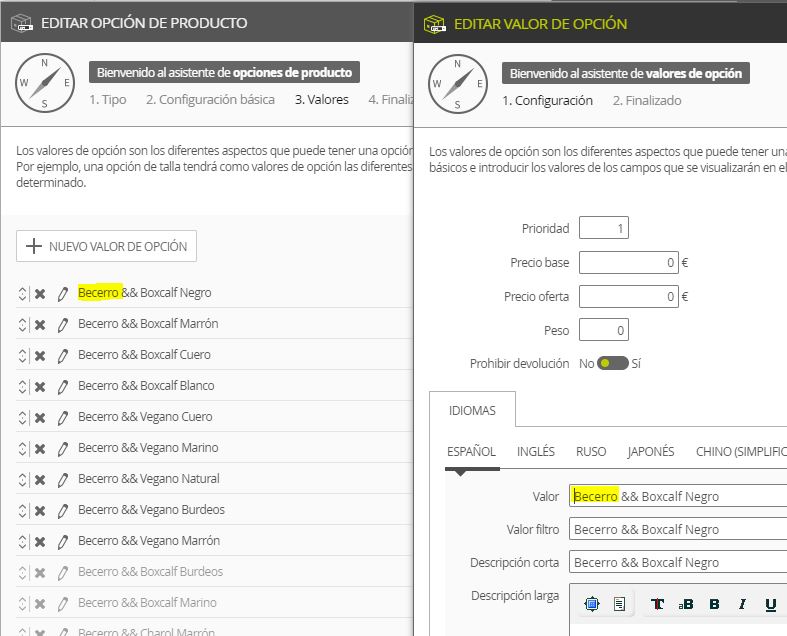 EDITAR OPCIÓN DE PRODUCTO
N
W
E
S
Bienvenido al asistente de opciones de producto
1. Tipo
2. Configuración básica
3. Valores
4. Finaliz
Los valores de opción son los diferentes aspectos que puede tener una opción
Por ejemplo, una opción de talla tendrá como valores de opción las diferentes
determinado.
NUEVO VALOR DE OPCIÓN
Becerro && Boxcalf Negro
Becerro && Boxcalf Marrón
Becerro && Boxcalf Cuero
Becerro && Boxcalf Blanco
Becerro && Vegano Cuero
Becerro && Vegano Marino
Becerro && Vegano Natural
Becerro && Vegano Burdeos
Becerro && Vegano Marrón
Becerro && Boxcalf Burdeos
Becerro && Boxcalf Marino
Becerro && Charol Marrón
EDITAR VALOR DE OPCIÓN
N
W
E
S
Bienvenido al asistente de valores de opción
1. Configuración
2. Finalizado
Los valores de opción son los diferentes aspectos que puede tener una
básicos e introducir los valores de los campos que se visualizarán en el
Prioridad 1
Precio base 0 €
Precio oferta 0 €
Peso 0
Prohibir devolución No Sí
IDIOMAS
ESPAÑOL INGLÉS RUSO JAPONÉS CHINO (SIMPLIFIC
Valor Becerro && Boxcalf Negro
Valor filtro Becerro && Boxcalf Negro
Descripción corta Becerro && Boxcalf Negro
Descripción larga
T aB B I U